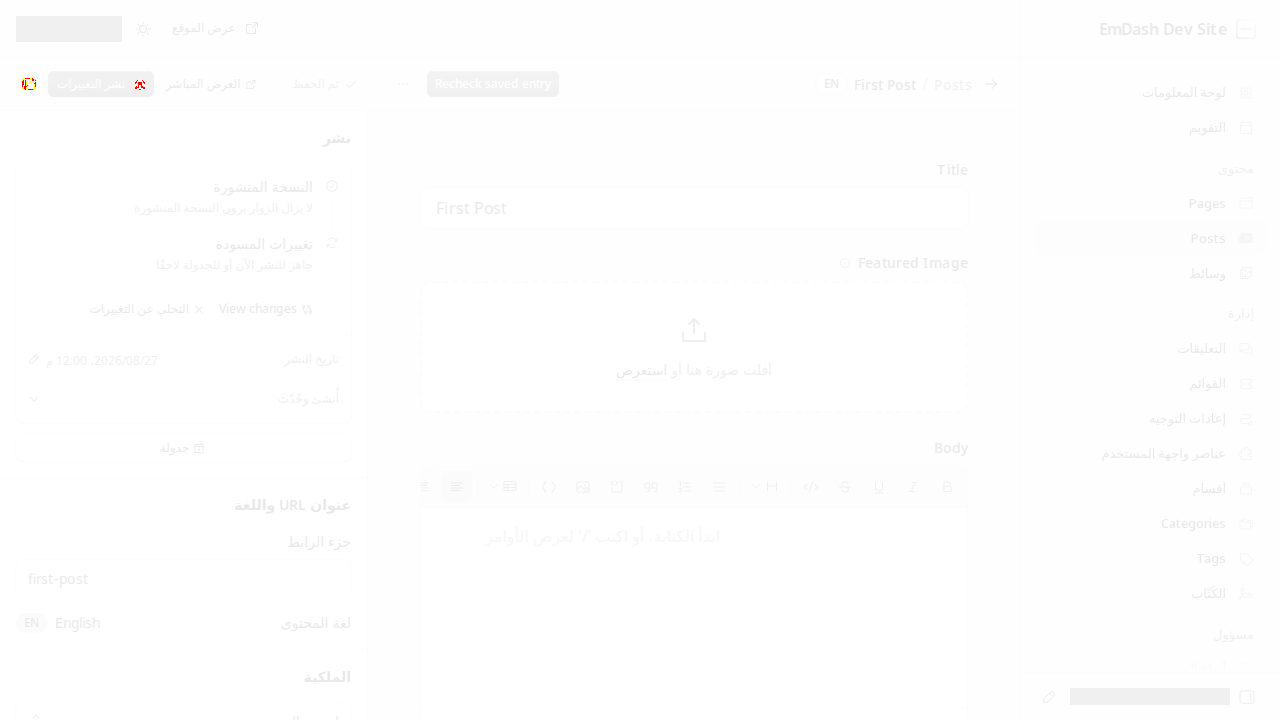 EmDash Dev Site
عرض الموقع
Posts / First Post
EN
Recheck saved entry
تم الحفظ
العرض المباشر
نشر التغييرات
لوحة المعلومات
التقويم
محتوى
Pages
Posts
وسائط
إدارة
التعليقات
القوائم
إعادات التوجيه
عناصر واجهة المستخدم
أقسام
Categories
Tags
الكُتّاب
مسؤول
Title
First Post
Featured Image
أفلت صورة هنا أو استعرض
Body
ابدأ الكتابة، أو اكتب '/' لعرض الأوامر
نشر
النسخة المنشورة
لا يزال الزوار يرون النسخة المنشورة
تغييرات المسودة
جاهز للنشر الآن أو للجدولة لاحقًا
View changes
التخلي عن التغييرات
تاريخ النشر
2026/08/27، 12:00 م
أُنشئ وحُدّث
جدولة
عنوان URL واللغة
جزء الرابط
first-post
لغة المحتوى
English
EN
الملكية